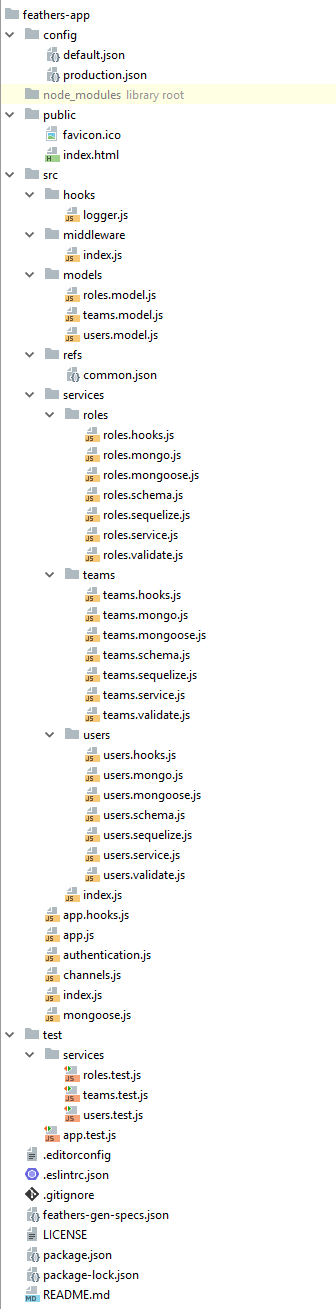 feathers-app
config
default.json
production.json
node_modules library root
public
favicon.ico
index.html
src
hooks
logger.js
middleware
index.js
models
roles.model.js
teams.model.js
users.model.js
refs
common.json
services
roles
roles.hooks.js
roles.mongo.js
roles.mongoose.js
roles.schema.js
roles.sequelize.js
roles.service.js
roles.validate.js
teams
teams.hooks.js
teams.mongo.js
teams.mongoose.js
teams.schema.js
teams.sequelize.js
teams.service.js
teams.validate.js
users
users.hooks.js
users.mongo.js
users.mongoose.js
users.schema.js
users.sequelize.js
users.service.js
users.validate.js
index.js
app.hooks.js
app.js
authentication.js
channels.js
index.js
mongoose.js
test
services
roles.test.js
teams.test.js
users.test.js
app.test.js
.editorconfig
.eslintrc.json
.gitignore
feathers-gen-specs.json
LICENSE
package.json
package-lock.json
README.md